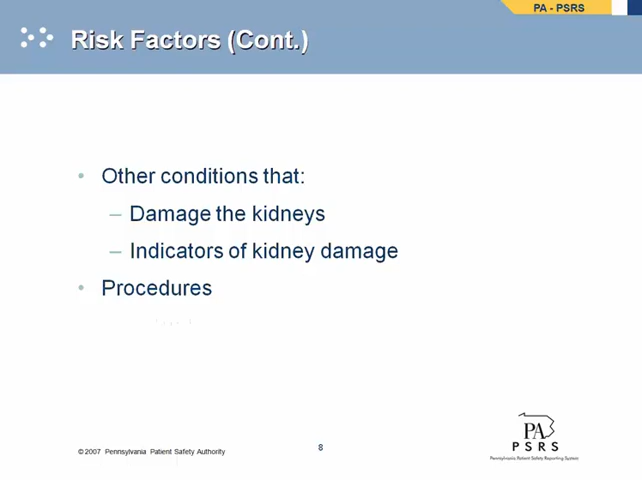 PA - PSRS
Risk Factors (Cont.)
• Other conditions that:
– Damage the kidneys
– Indicators of kidney damage
• Procedures
© 2007 Pennsylvania Patient Safety Authority
8
PA
PSRS
Pennsylvania Patient Safety Reporting System